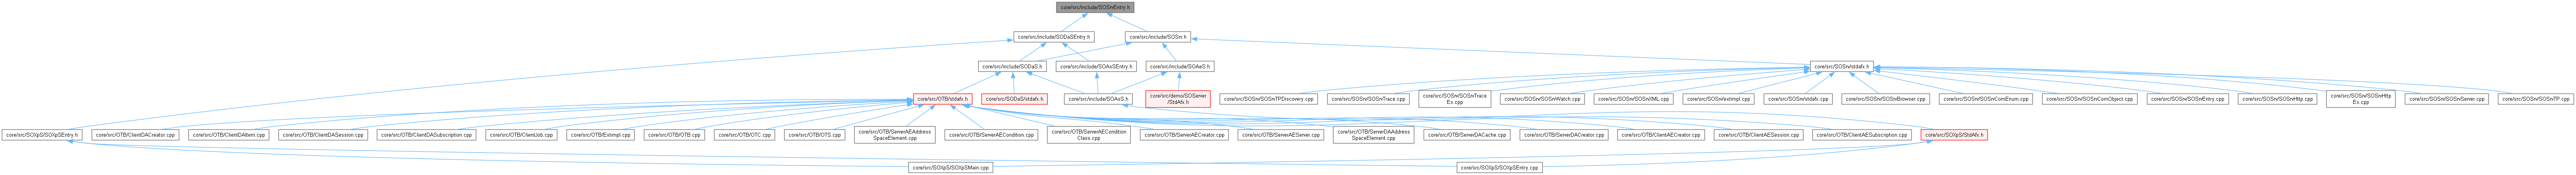 core/src/include/SOSrvEntry.h
core/src/include/SODaSEntry.h
core/src/include/SOSrv.h
core/src/include/SODaS.h
core/src/include/SOAsSEntry.h
core/src/include/SOAeS.h
core/src/SOSrv/stdafx.h
core/src/OTB/stdafx.h
core/src/SODaS/stdafx.h
core/src/include/SOAsS.h
core/src/demo/SOServer
/StdAfx.h
core/src/SOSrv/SOSrvTPDiscovery.cpp
core/src/SOSrv/SOSrvTrace.cpp
core/src/SOSrv/SOSrvTrace
Ex.cpp
core/src/SOSrv/SOSrvWatch.cpp
core/src/SOSrv/SOSrvXML.cpp
core/src/SOSrv/extimpl.cpp
core/src/SOSrv/stdafx.cpp
core/src/SOSrv/SOSrvBrowser.cpp
core/src/SOSrv/SOSrvComEnum.cpp
core/src/SOSrv/SOSrvComObject.cpp
core/src/SOSrv/SOSrvEntry.cpp
core/src/SOSrv/SOSrvHttp.cpp
core/src/SOSrv/SOSrvHttp
Ex.cpp
core/src/SOSrv/SOSrvServer.cpp
core/src/SOSrv/SOSrvTP.cpp
core/src/SOXpS/SOXpSEntry.h
core/src/OTB/ClientDACreator.cpp
core/src/OTB/ClientDAItem.cpp
core/src/OTB/ClientDASession.cpp
core/src/OTB/ClientDASubscription.cpp
core/src/OTB/ClientJob.cpp
core/src/OTB/ExtImpl.cpp
core/src/OTB/OTB.cpp
core/src/OTB/OTC.cpp
core/src/OTB/OTS.cpp
core/src/OTB/ServerAEAddress
SpaceElement.cpp
core/src/OTB/ServerAECondition.cpp
core/src/OTB/ServerAECondition
Class.cpp
core/src/OTB/ServerAECreator.cpp
core/src/OTB/ServerAEServer.cpp
core/src/OTB/ServerDAAddress
SpaceElement.cpp
core/src/OTB/ServerDACache.cpp
core/src/OTB/ServerDACreator.cpp
core/src/OTB/ClientAECreator.cpp
core/src/OTB/ClientAESession.cpp
core/src/OTB/ClientAESubscription.cpp
core/src/SOXpS/StdAfx.h
core/src/SOXpS/SOXpSMain.cpp
core/src/SOXpS/SOXpSEntry.cpp